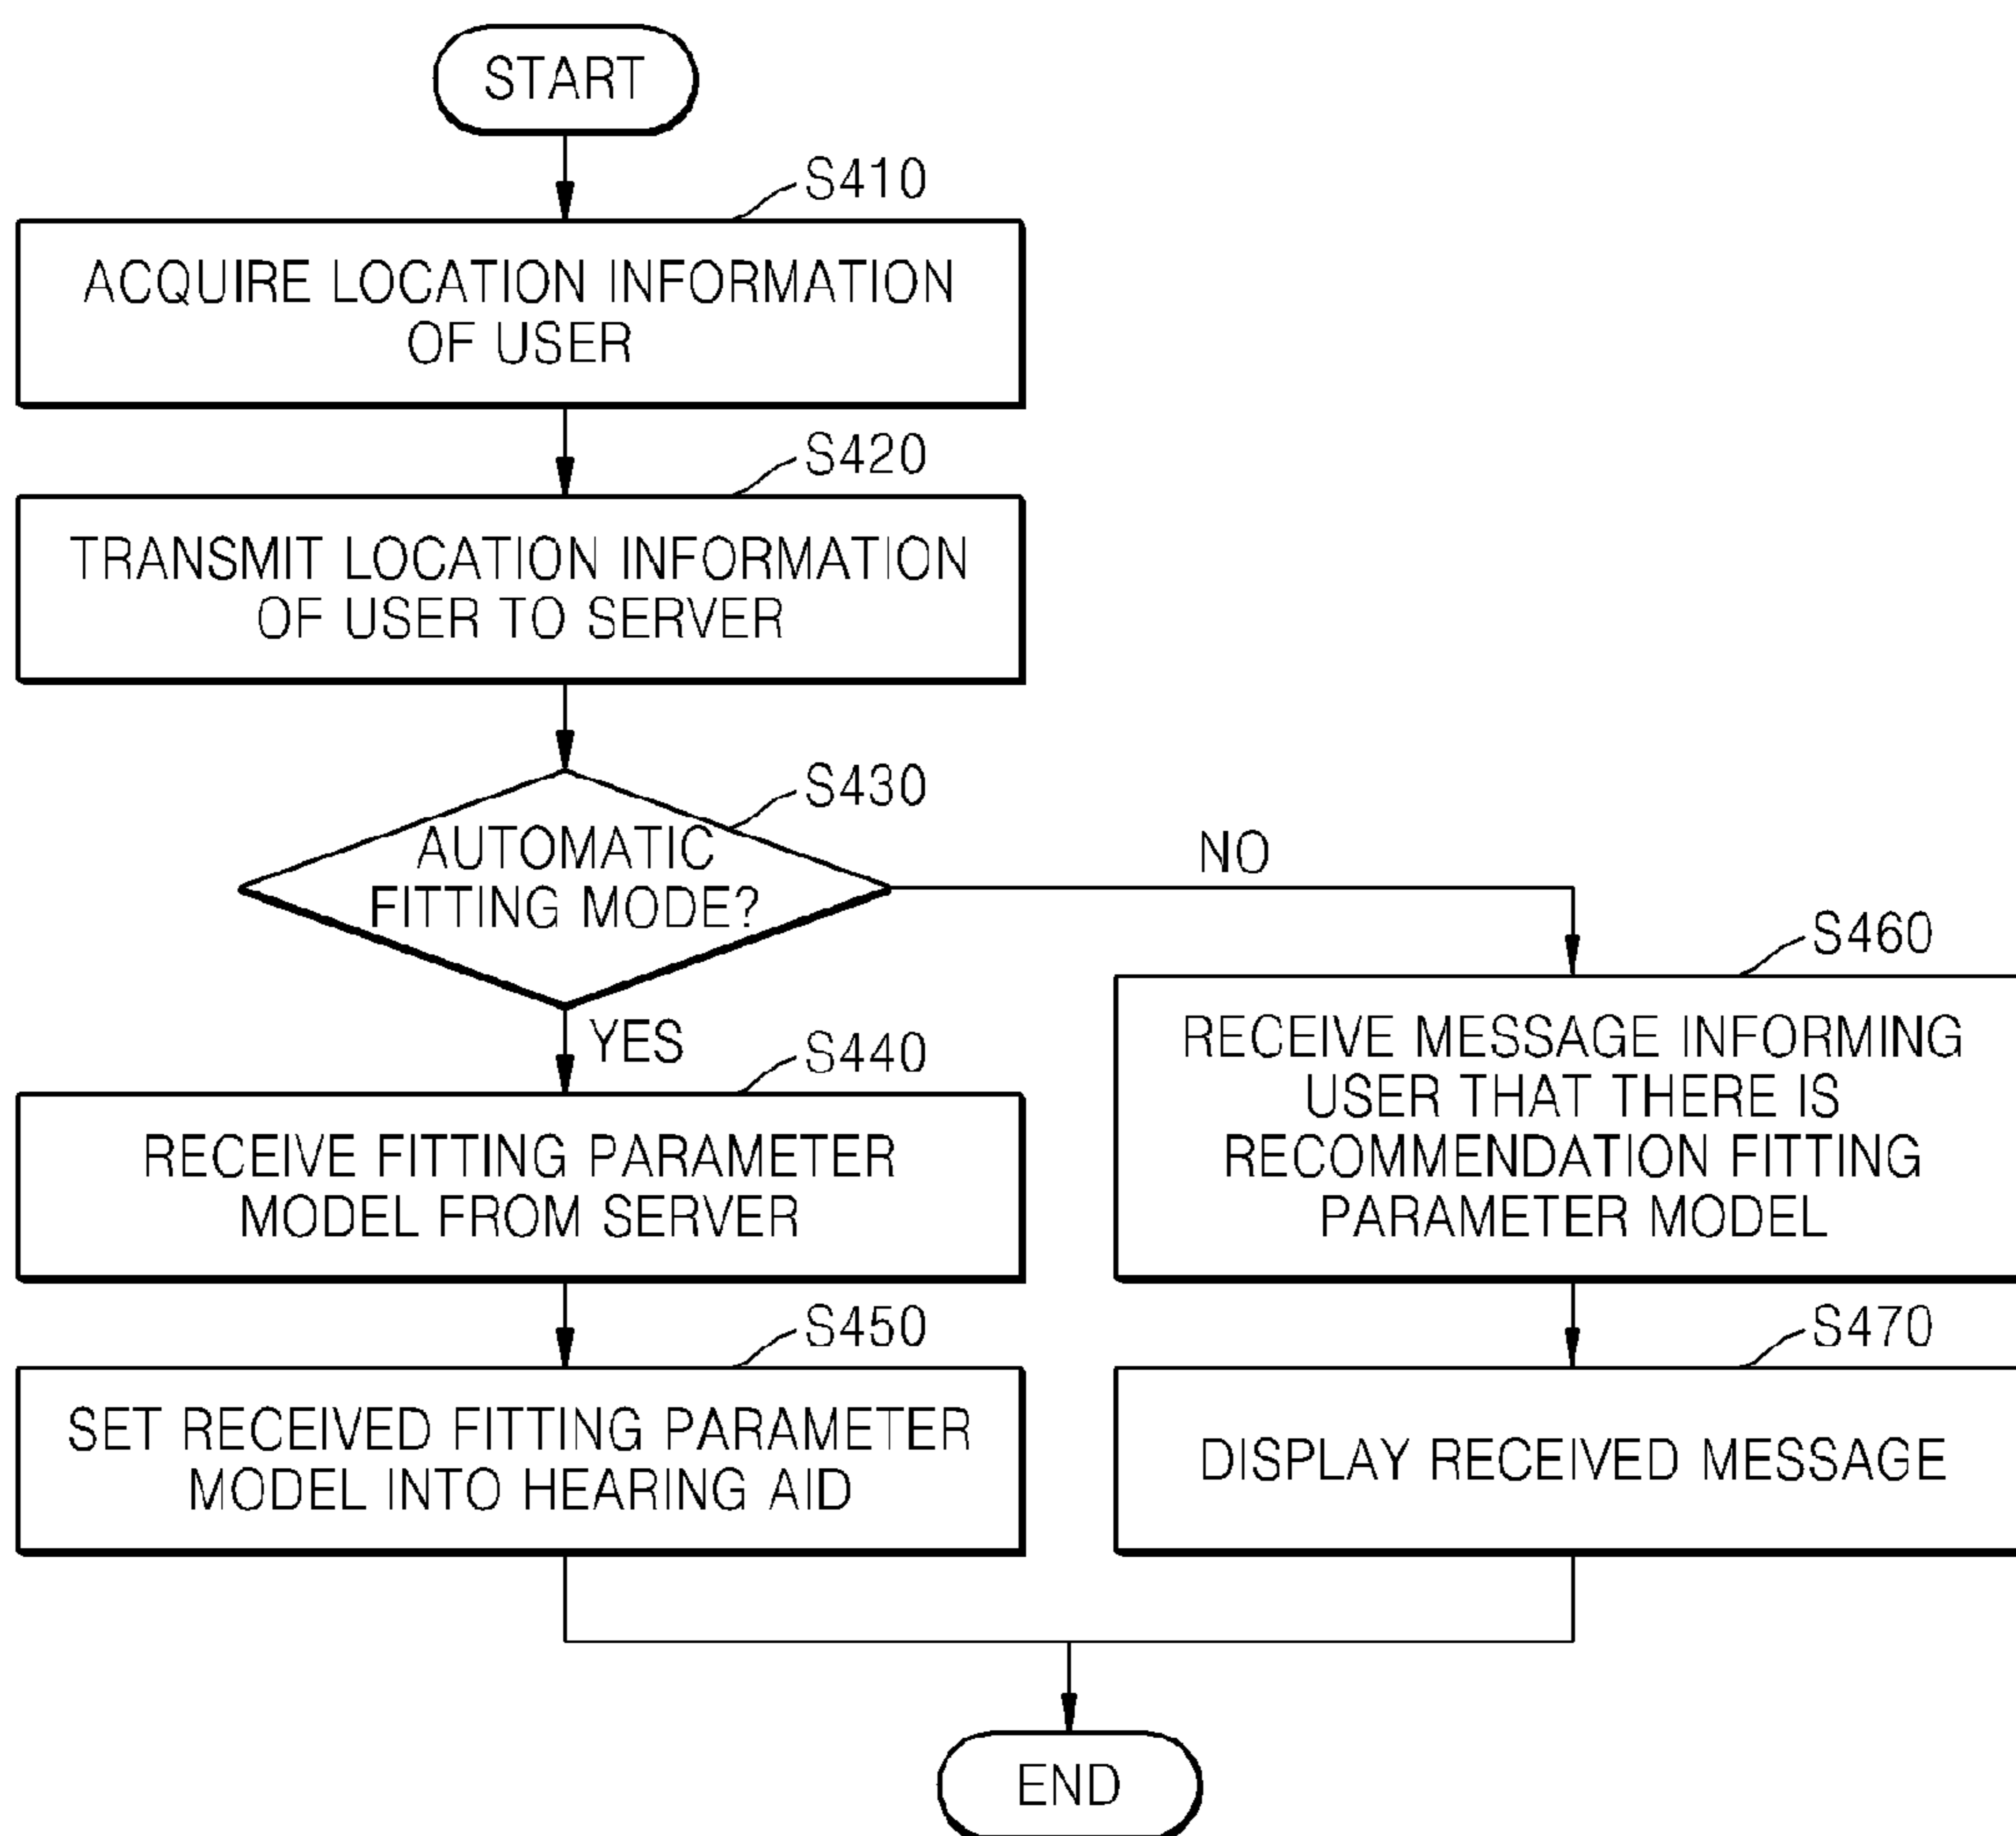 START
S410
ACQUIRE LOCATION INFORMATION
OF USER
S420
TRANSMIT LOCATION INFORMATION
OF USER TO SERVER
S430
AUTOMATIC
FITTING MODE?
NO
YES
S440
RECEIVE FITTING PARAMETER
MODEL FROM SERVER
S450
SET RECEIVED FITTING PARAMETER
MODEL INTO HEARING AID
S460
RECEIVE MESSAGE INFORMING
USER THAT THERE IS
RECOMMENDATION FITTING
PARAMETER MODEL
S470
DISPLAY RECEIVED MESSAGE
END